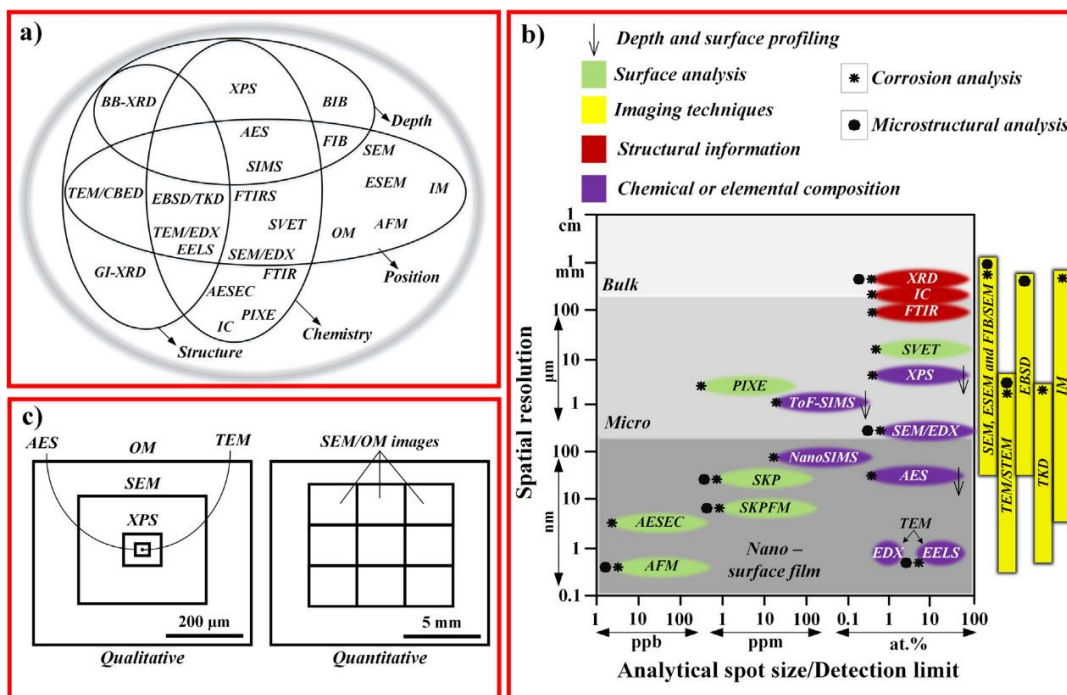 a)
BB-XRD
XPS
BIB
Depth
AES
FIB
SEM
SIMS
ESEM
IM
TEM/CBED
EBSD/TKD
FTIRS
SVET
AFM
OM
TEM/EDX
EELS
SEM/EDX
Position
GI-XRD
FTIR
AESEC
PIXE
IC
Chemistry
Structure
b)
Depth and surface profiling
Surface analysis
Corrosion analysis
Imaging techniques
Microstructural analysis
Structural information
Chemical or elemental composition
Spatial resolution
1
cm
1
mm
100
10
μm
1
100
10
nm
1
0.1
Bulk
Micro
Nano –
surface film
XRD
IC
FTIR
SVET
XPS
PIXE
ToF-SIMS
SEM/EDX
NanoSIMS
SKP
AES
SKPFM
AESEC
TEM
EDX
EELS
AFM
SEM, ESEM and FIB/SEM
TEM/STEM
EBSD
TKD
IM
1 10 100 1 10 100 0.1 1 10 100
ppb ppm at.%
Analytical spot size/Detection limit
c)
AES
OM
TEM
SEM
XPS
200 μm
Qualitative
SEM/OM images
5 mm
Quantitative